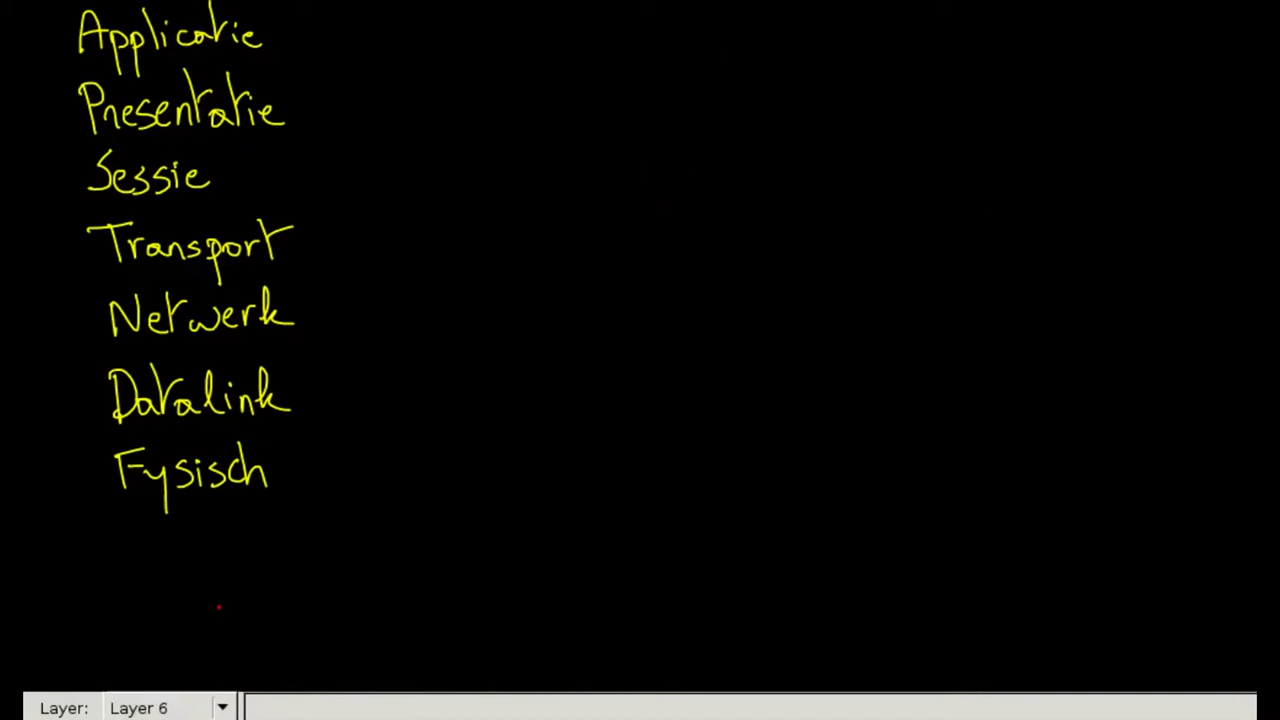 Applicatie
Presentatie
Sessie
Transport
Netwerk
Datalink
Fysisch
Layer: Layer 6